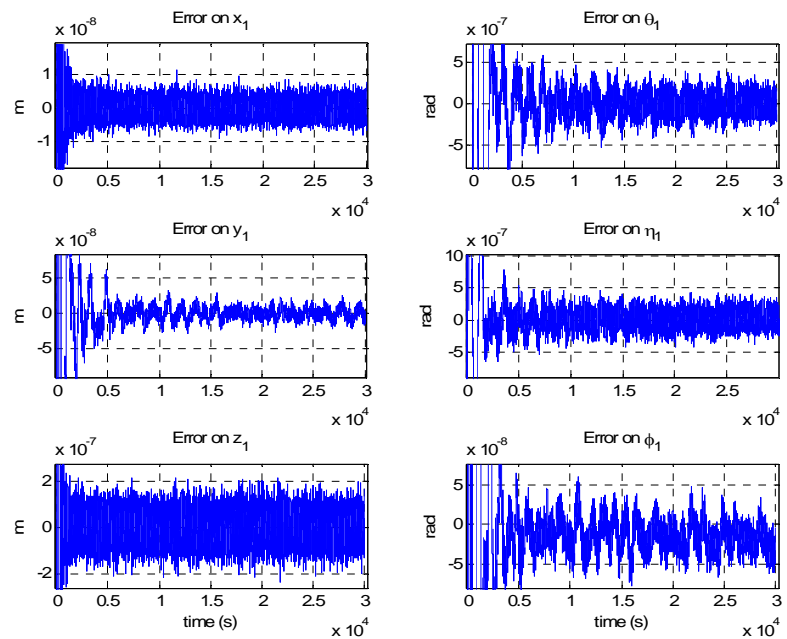 Error on x₁
x 10⁻⁸
m
1
0
-1
0 0.5 1 1.5 2 2.5 3
x 10⁴
Error on θ₁
x 10⁻⁷
rad
5
0
-5
0 0.5 1 1.5 2 2.5 3
x 10⁴
Error on y₁
x 10⁻⁸
m
5
0
-5
0 0.5 1 1.5 2 2.5 3
x 10⁴
Error on η₁
x 10⁻⁷
rad
10
5
0
-5
0 0.5 1 1.5 2 2.5
x 10⁴
Error on z₁
x 10⁻⁷
m
2
0
-2
0 0.5 1 1.5 2 2.5 3
time (s)
x 10⁴
Error on ϕ₁
x 10⁻⁸
rad
5
0
-5
0 0.5 1 1.5 2 2.5 3
time (s)
x 10⁴